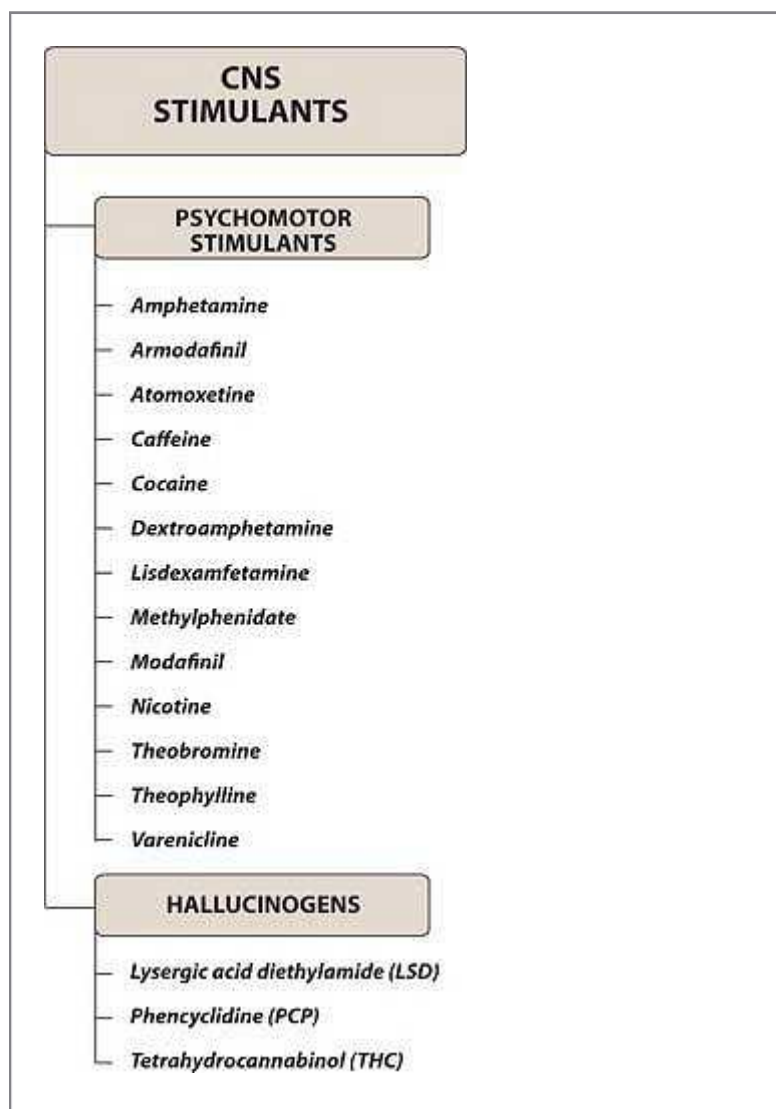 CNS
STIMULANTS
PSYCHOMOTOR
STIMULANTS
Amphetamine
Armodafinil
Atomoxetine
Caffeine
Cocaine
Dextroamphetamine
Lisdexamfetamine
Methylphenidate
Modafinil
Nicotine
Theobromine
Theophylline
Varenicline
HALLUCINOGENS
Lysergic acid diethylamide (LSD)
Phencyclidine (PCP)
Tetrahydrocannabinol (THC)